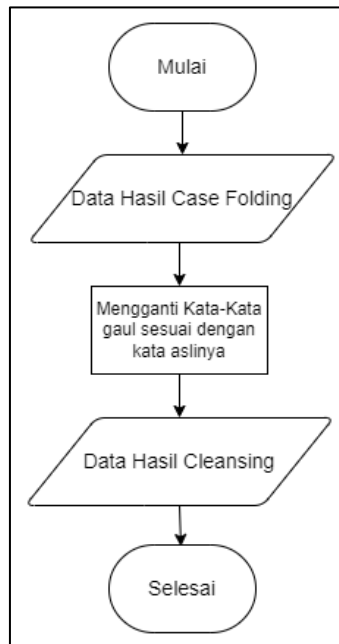 Mulai
Data Hasil Case Folding
Mengganti Kata-Kata
gaul sesuai dengan
kata aslinya
Data Hasil Cleansing
Selesai